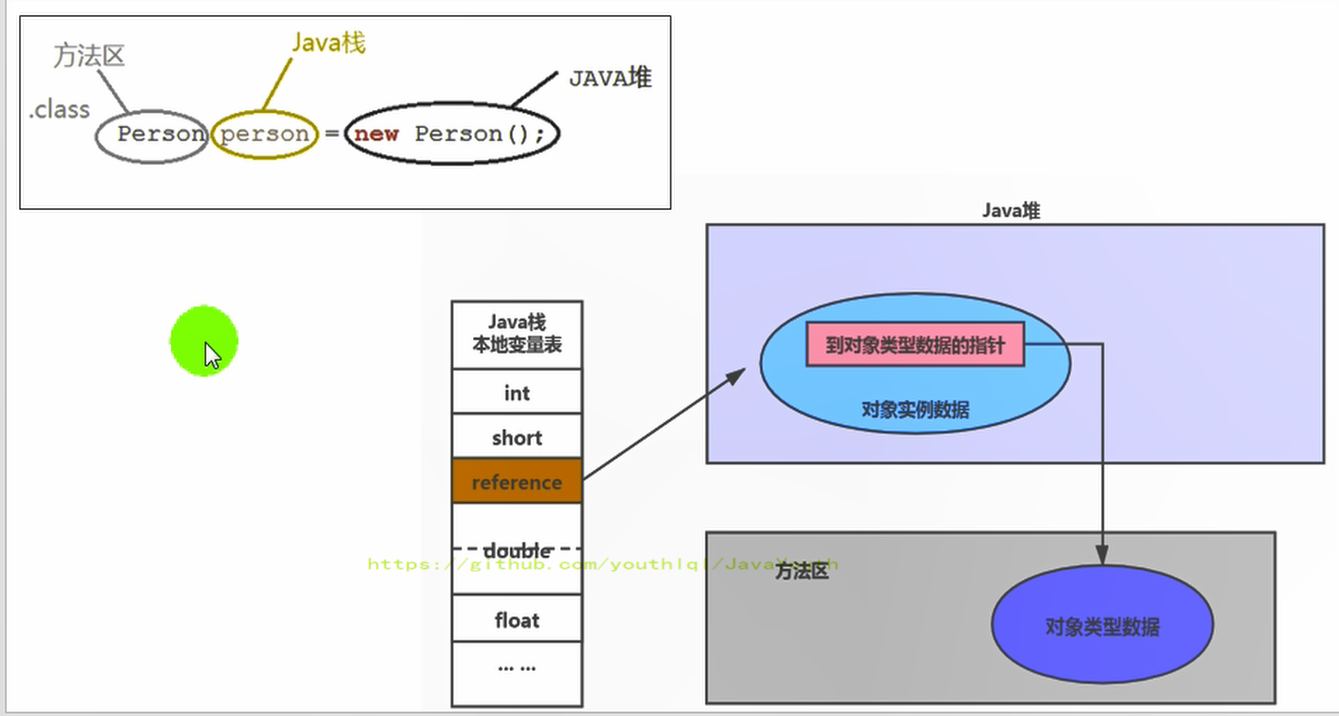 方法区
Java栈
JAVA堆
.class
Person person = new Person();
Java堆
Java栈
本地变量表
int
short
reference
double
float
... ...
到对象类型数据的指针
对象实例数据
https://github.com/youthlql/JavaYouth
方法区
对象类型数据